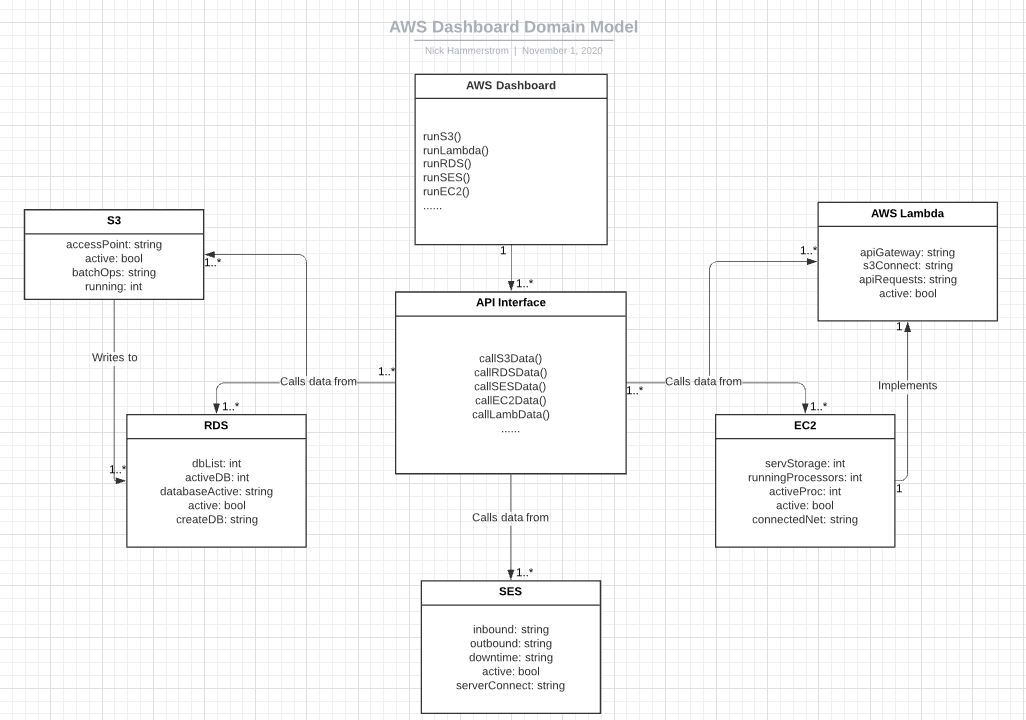 AWS Dashboard Domain Model
Nick Hammerstrom | November 1, 2020
AWS Dashboard
runS3()
runLambda()
runRDS()
runSES()
runEC2()
......
1
1..*
S3
accessPoint: string
active: bool
batchOps: string
running: int
1..*
AWS Lambda
apiGateway: string
s3Connect: string
apiRequests: string
active: bool
1..*
1
API Interface
callS3Data()
callRDSData()
callSESData()
callEC2Data()
callLambData()
......
Writes to
1..*
Calls data from
1..*
1..*
Calls data from
1..*
1..*
Implements
1
RDS
dbList: int
activeDB: int
databaseActive: string
active: bool
createDB: string
EC2
servStorage: int
runningProcessors: int
activeProc: int
active: bool
connectedNet: string
Calls data from
1..*
SES
inbound: string
outbound: string
downtime: string
active: bool
serverConnect: string